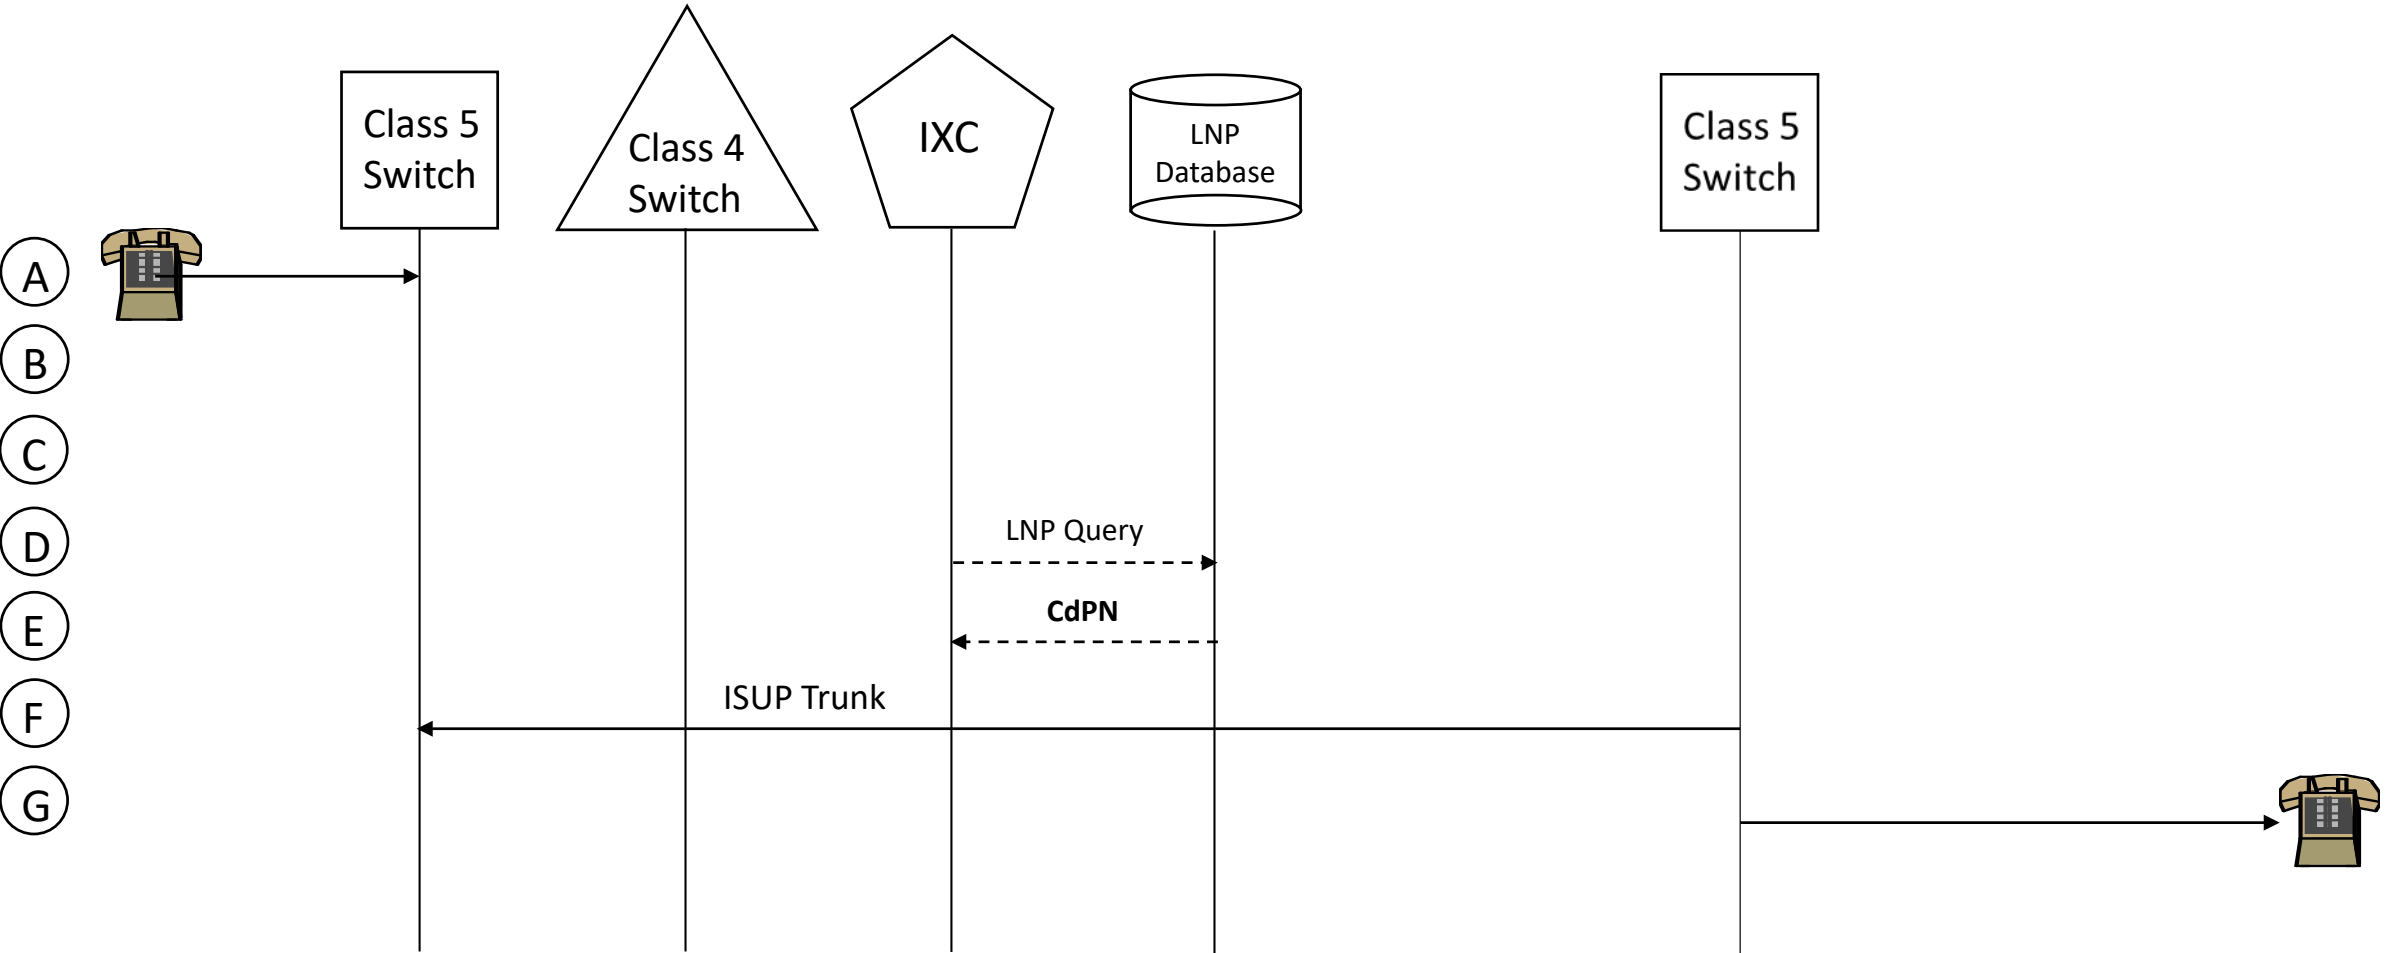 Class 5
Switch
Class 4
Switch
IXC
LNP
Database
Class 5
Switch
A
B
C
D
LNP Query
E
CdPN
F
ISUP Trunk
G